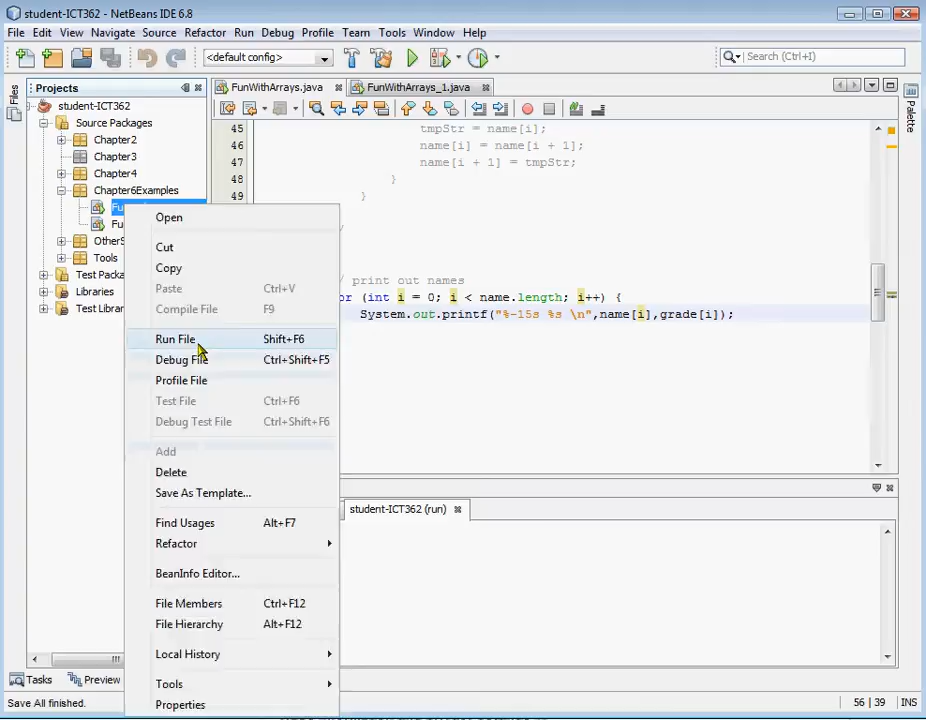 student-ICT362 - NetBeans IDE 6.8
File Edit View Navigate Source Refactor Run Debug Profile Team Tools Window Help
<default config>
Search (Ctrl+I)
Files
Projects
FunWithArrays.java
FunWithArrays_1.java
Palette
student-ICT362
Source Packages
Chapter2
Chapter3
Chapter4
Chapter6Examples
Fu
Fu
OtherS
Tools
Test Packa
Libraries
Test Librar
45 tmpStr = name[i];
46 name[i] = name[i + 1];
47 name[i + 1] = tmpStr;
48 }
49 }
/ print out names
or (int i = 0; i < name.length; i++) {
System.out.printf("%-15s %s \n",name[i],grade[i]);
Open
Cut
Copy
Paste Ctrl+V
Compile File F9
Run File Shift+F6
Debug File Ctrl+Shift+F5
Profile File
Test File Ctrl+F6
Debug Test File Ctrl+Shift+F6
Add
Delete
Save As Template...
Find Usages Alt+F7
Refactor
BeanInfo Editor...
File Members Ctrl+F12
File Hierarchy Alt+F12
Local History
Tools
Properties
student-ICT362 (run)
Tasks
Preview
Save All finished.
56 | 39 INS